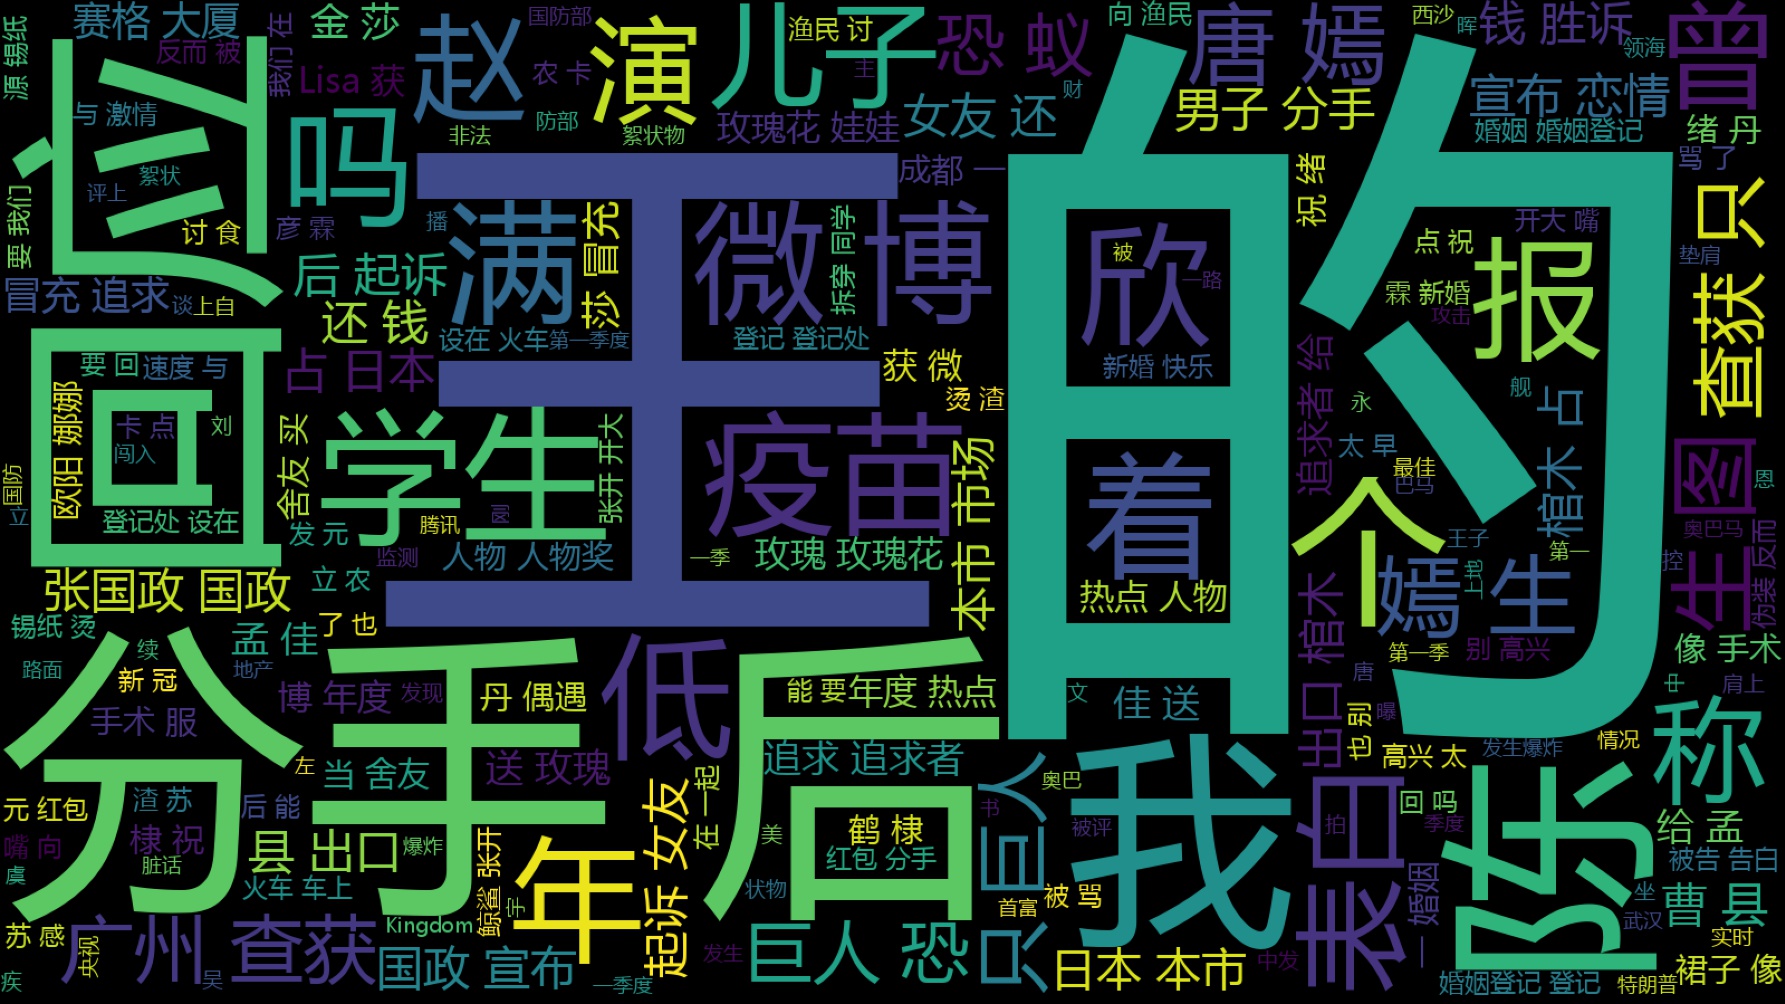 源 锡纸
赛格 大厦
反而 被
我们 在
金 莎
Lisa 获
赵
国防部
农 卡
防部
非法
演
絮状物
儿子
渔民 讨
主
恐 蚁
玫瑰花 娃娃
女友 还
财
向 渔民
唐 嫣
男子 分手
西沙
晖
钱 胜诉
领海
宣布 恋情
婚姻 婚姻登记
曾
绪 丹
骂 了
与 激情
絮状
评上
要 我们
讨 食
彦 霖
吗
播
冒充 追求
谈
上自
后 起诉
还 钱
满
微博
冒充
莎
拆穿 同学
成都 一
王
的
欣
被
一路
祝 绪
开大 嘴
点 祝
霖 新婚
攻击
报
垫肩
只
查获
回
要 回
速度 与
欧阳 娜娜
卡 点
闯入
刘
登记处 设在
占 日本
设在 火车
第一季度
登记 登记处
获 微
烫 渣
新婚 快乐
追求者 给
永
太 早
舰
棺木 占
最佳
巴马
图
恩
国防
立
舍友 买
学生
张开 开大
疫苗
本市 市场
着
个
王子
第一
奥巴马
控
反而
伪装
发 元
腾讯
刚
监测
人物 人物奖
一季
玫瑰 玫瑰花
热点 人物
嫣
上地
生
张国政 国政
立 农
棺木
出口
第一季
别 高兴
像 手术
锡纸 烫
了 也
孟 佳
续
路面
地产
新 冠
分手后
低
手术 服
博 年度
发现
丹 偶遇
能 要
年度 热点
文
佳 送
唐
也 别
曝
中
肩上
称
左
当 舍友
送 玫瑰
追求 追求者
在 一起
高兴 太
发生爆炸
情况
元 红包
渣 苏
后 能
奥巴
只 巨人
书
我
被评
表白
拍
回 吗
季度
给 孟
嘴 向
棣 祝
脏话
县 出口
爆炸
鲸鲨 张开
起诉 女友
美
鹤 棣
红包 分手
虞
火车 车上
年
宇
状物
首富
被 骂
一 婚姻
陈
被告 告白
坐
武汉
曹 县
Kingdom
苏 感
央视
广州 查获
国政 宣布
发生
巨人 恐
日本 本市
中发
实时
疾
吴
一季度
婚姻登记 登记
特朗普
裙子 像